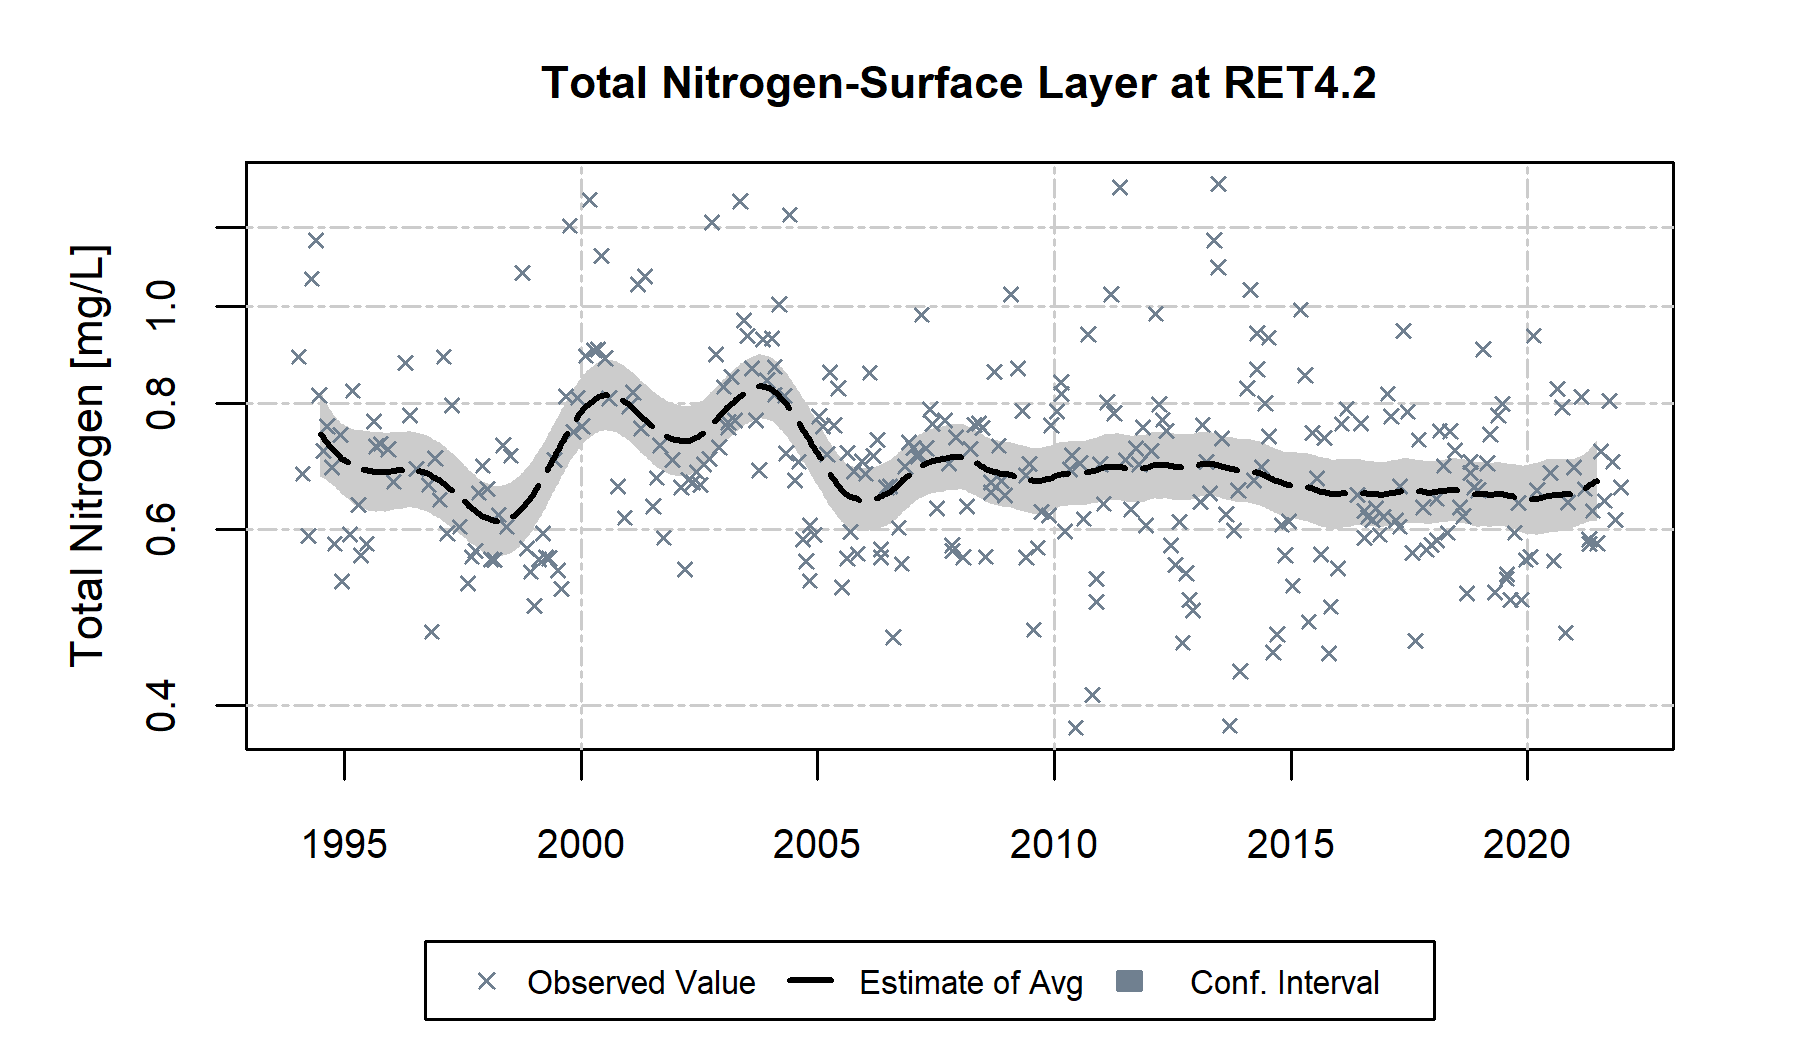 Total Nitrogen-Surface Layer at RET4.2
Total Nitrogen [mg/L]
1.0
0.8
0.6
0.4
1995 2000 2005 2010 2015 2020
Observed Value Estimate of Avg Conf. Interval